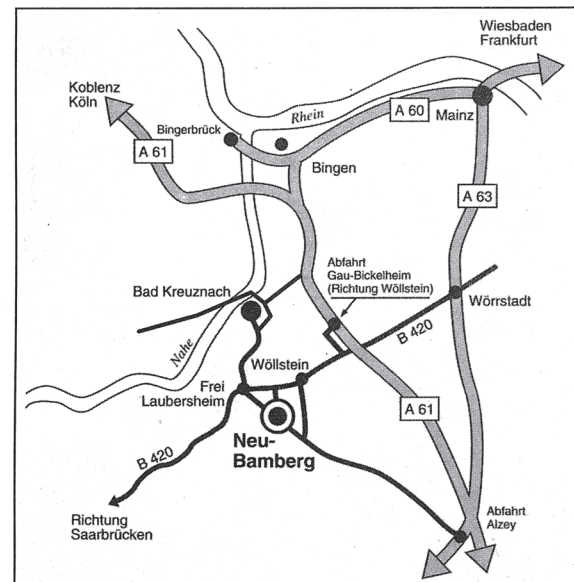 Wiesbaden
Frankfurt
Koblenz
Köln
Rhein
A 60
Mainz
Bingerbrück
A 61
Bingen
A 63
Abfahrt
Gau-Bickelheim
(Richtung Wöllstein)
Bad Kreuznach
Wörrstadt
B 420
Nahe
Wöllstein
Frei
Laubersheim
A 61
Neu-
Bamberg
B 420
Abfahrt
Alzey
Richtung
Saarbrücken